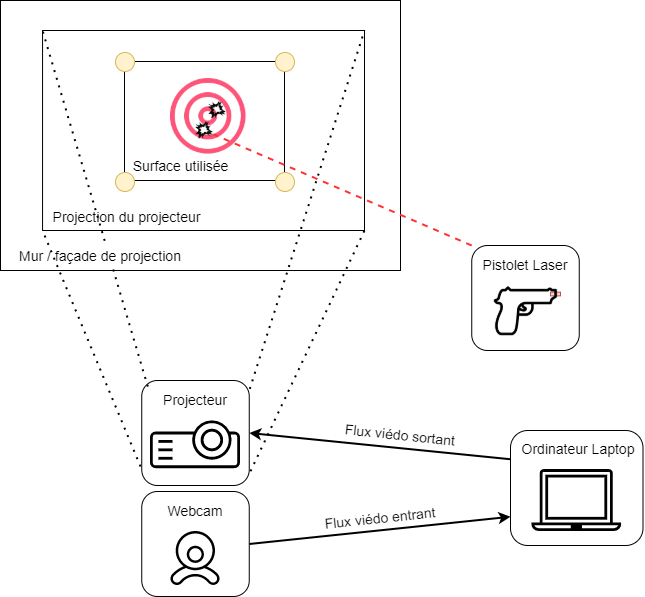 Surface utilisée
Projection du projecteur
Mur / façade de projection
Pistolet Laser
Projecteur
Flux viédo sortant
Ordinateur Laptop
Webcam
Flux viédo entrant